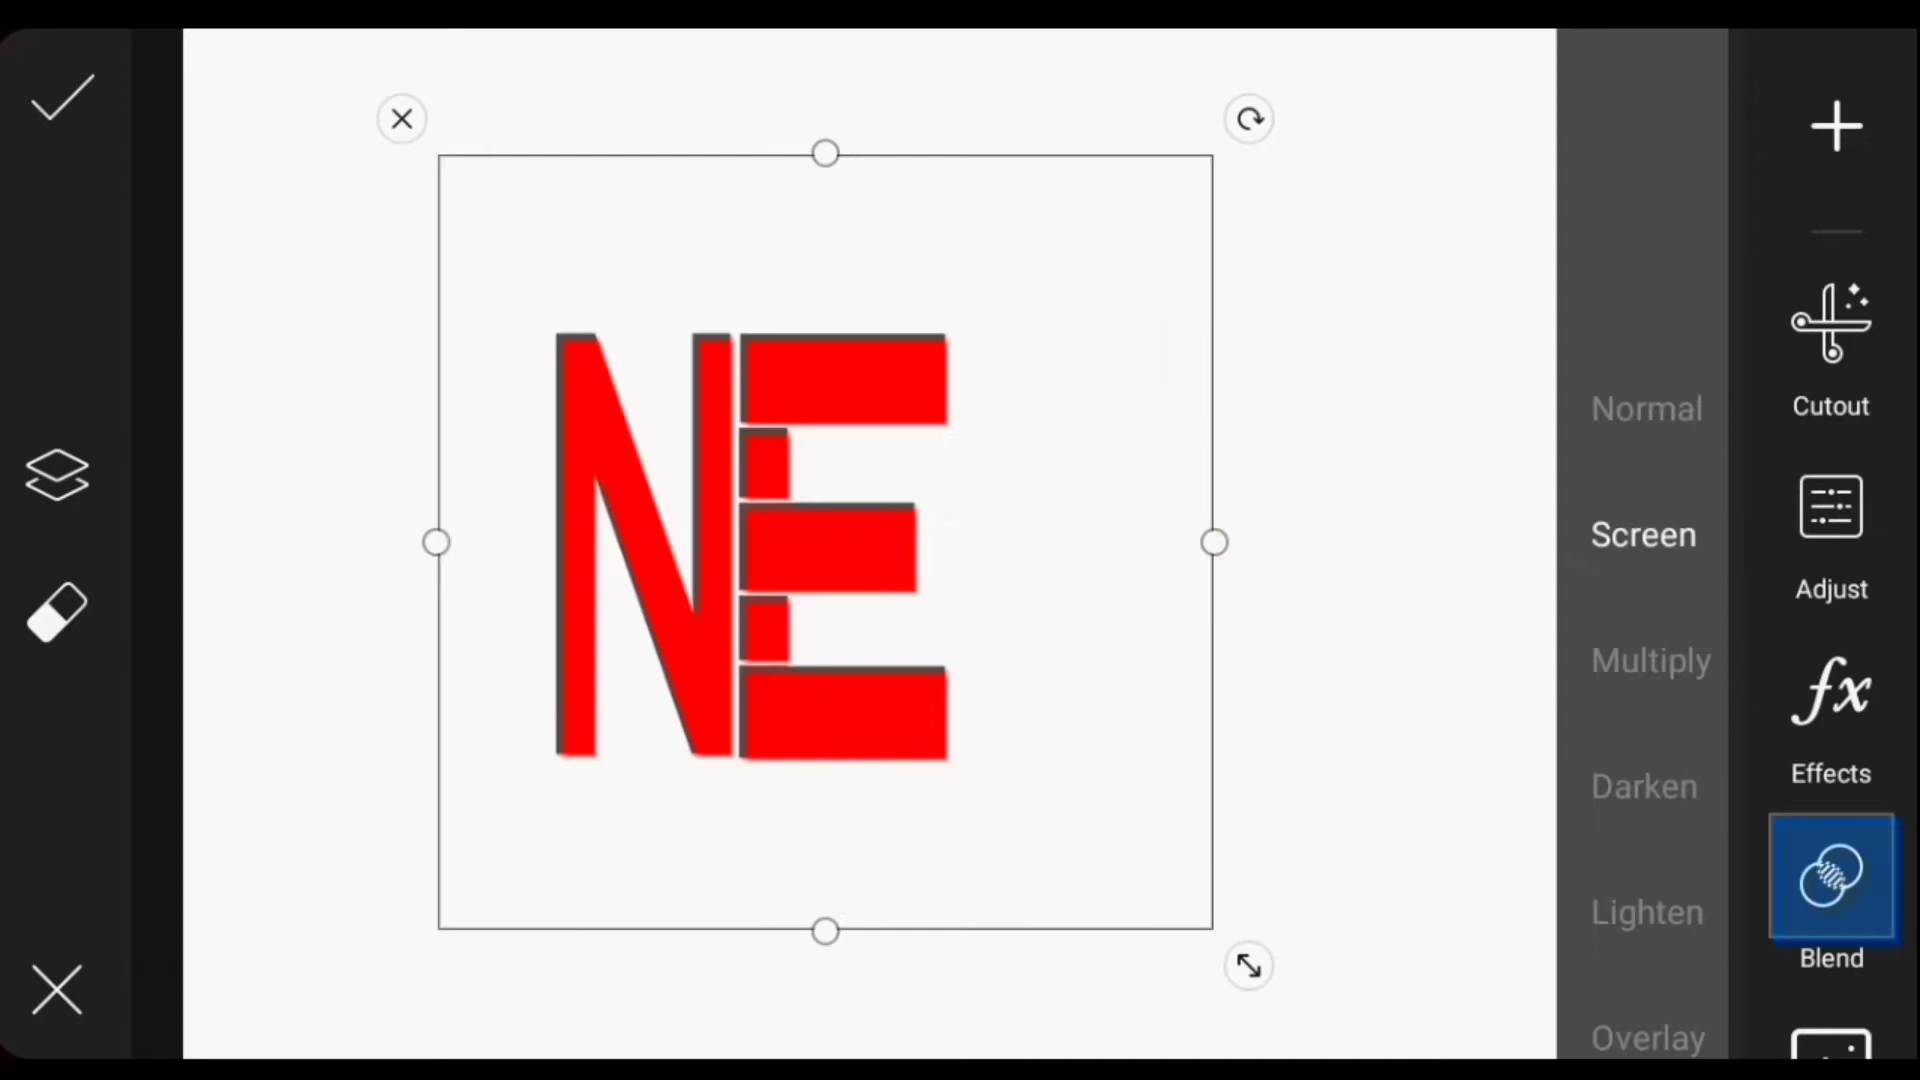 NE
Normal
Screen
Multiply
Darken
Lighten
Overlay
Cutout
Adjust
fx
Effects
Blend